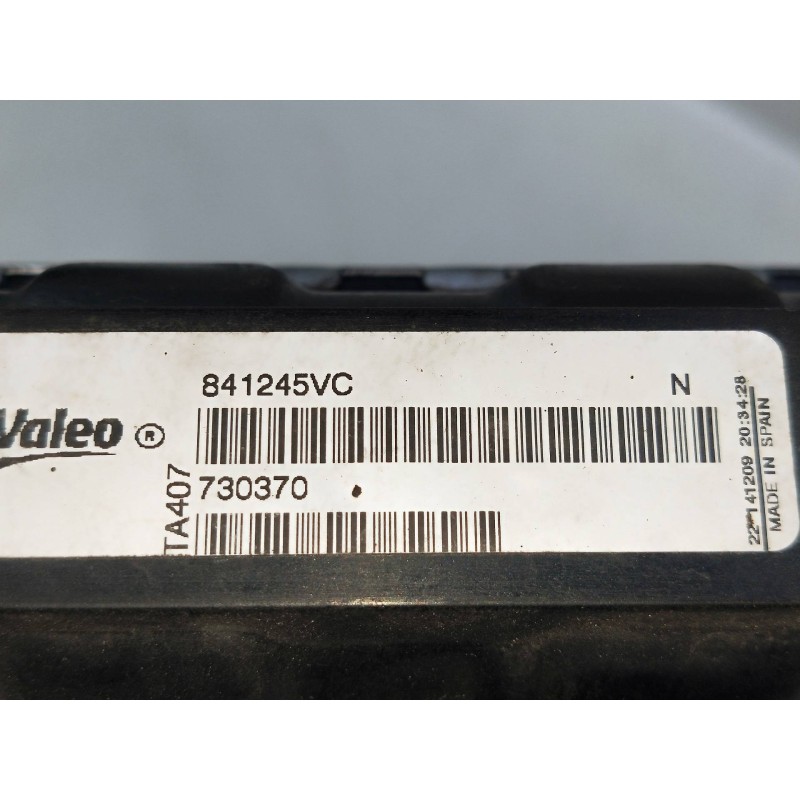 841245VC N
Valeo ®
TA407
730370
22 141209 20:34:28
MADE IN SPAIN